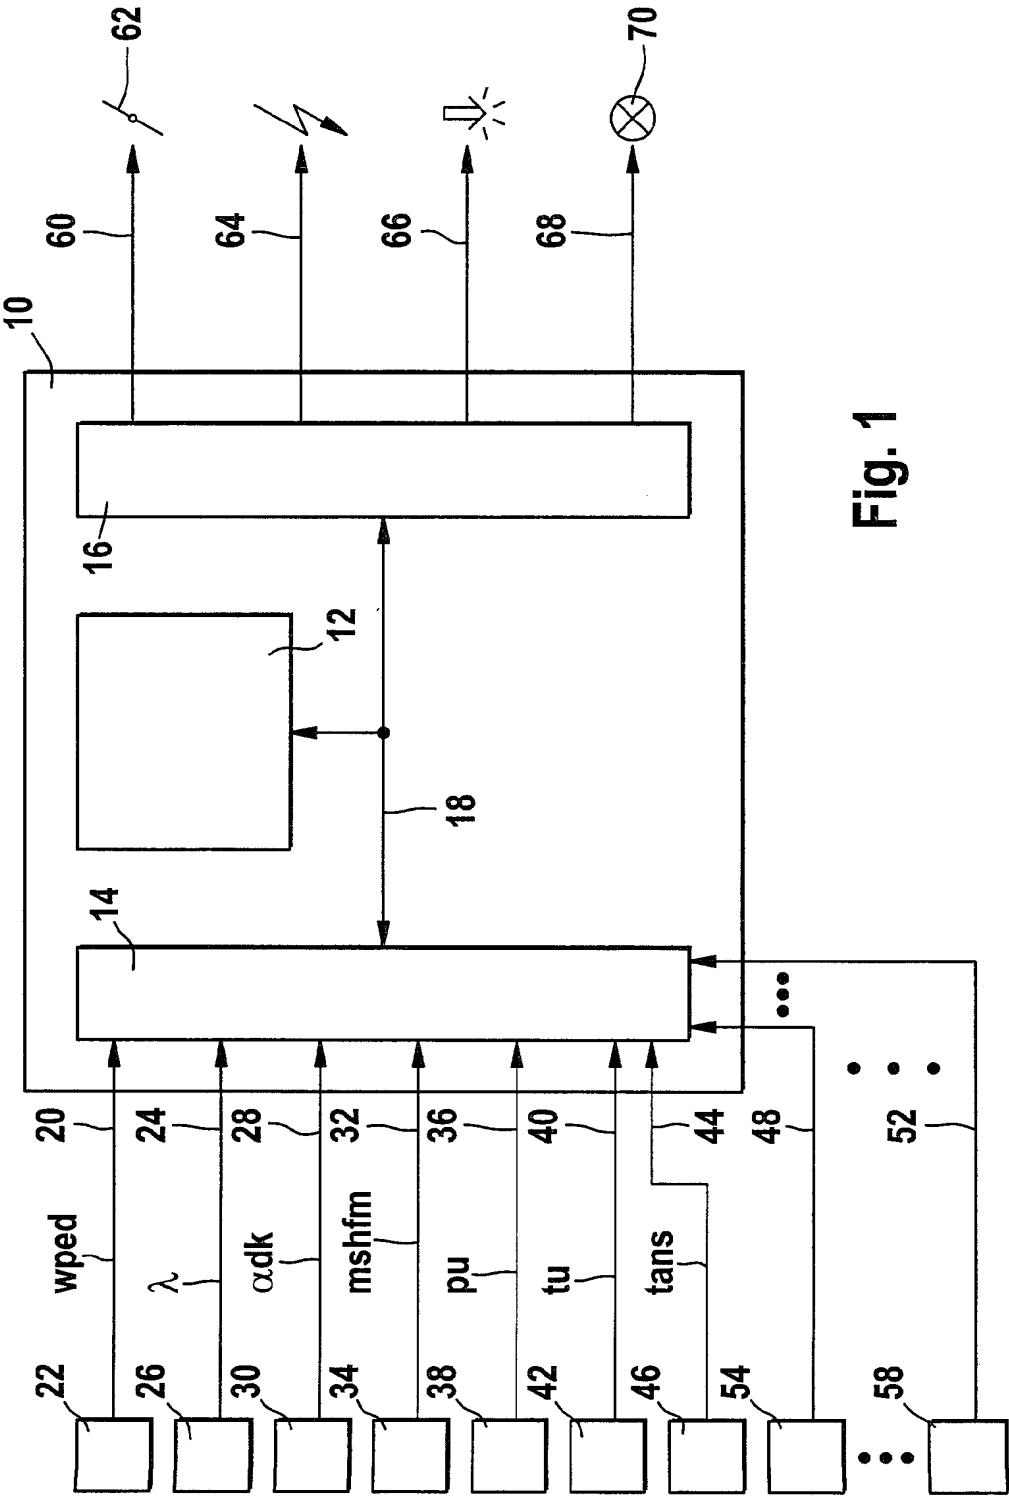 10
22 wped 20 60
14 16 62
26 λ 24
30 αdk 28 64
34 mshfm 32 12
38 pu 36 18 66
42 tu 40 68
46 tans 44 70
54 48
58 52
Fig. 1